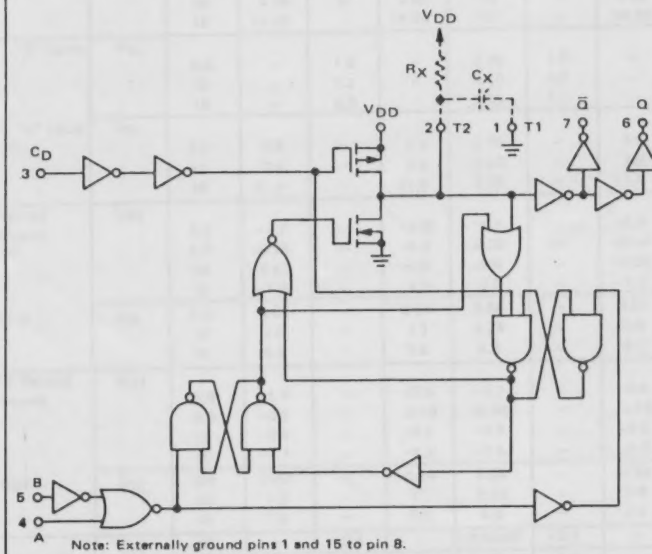 VDD
RX
CX
VDD
2 T2
1 T1
Q̄
7
Q
6
CD
3
B
5
4
A
Note: Externally ground pins 1 and 15 to pin 8.